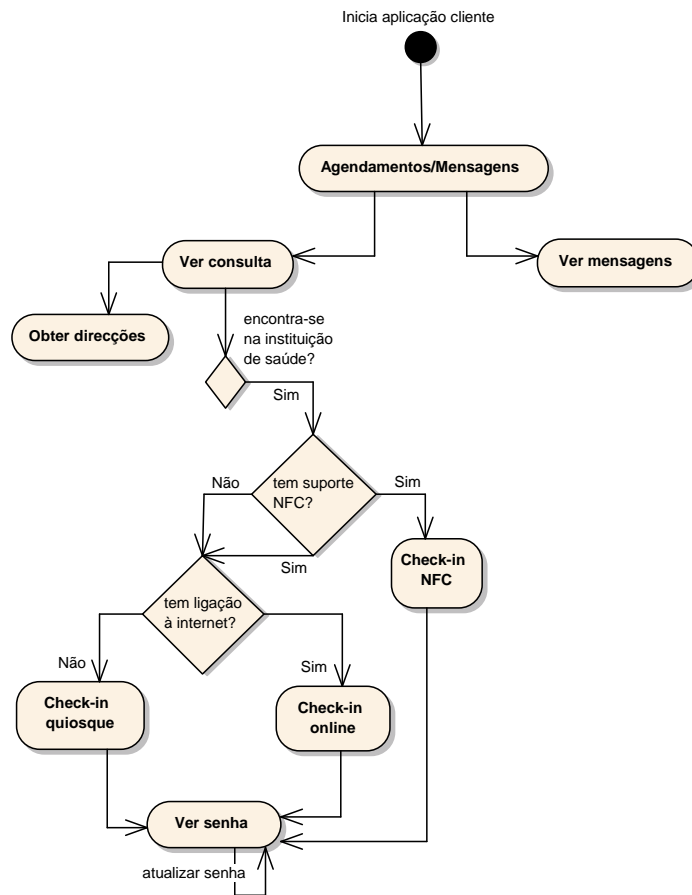 Inicia aplicação cliente
Agendamentos/Mensagens
Ver consulta
Ver mensagens
Obter direcções
encontra-se
na instituição
de saúde?
Sim
Não
tem suporte
NFC?
Sim
Sim
Check-in
NFC
tem ligação
à internet?
Não
Sim
Check-in
quiosque
Check-in
online
Ver senha
atualizar senha